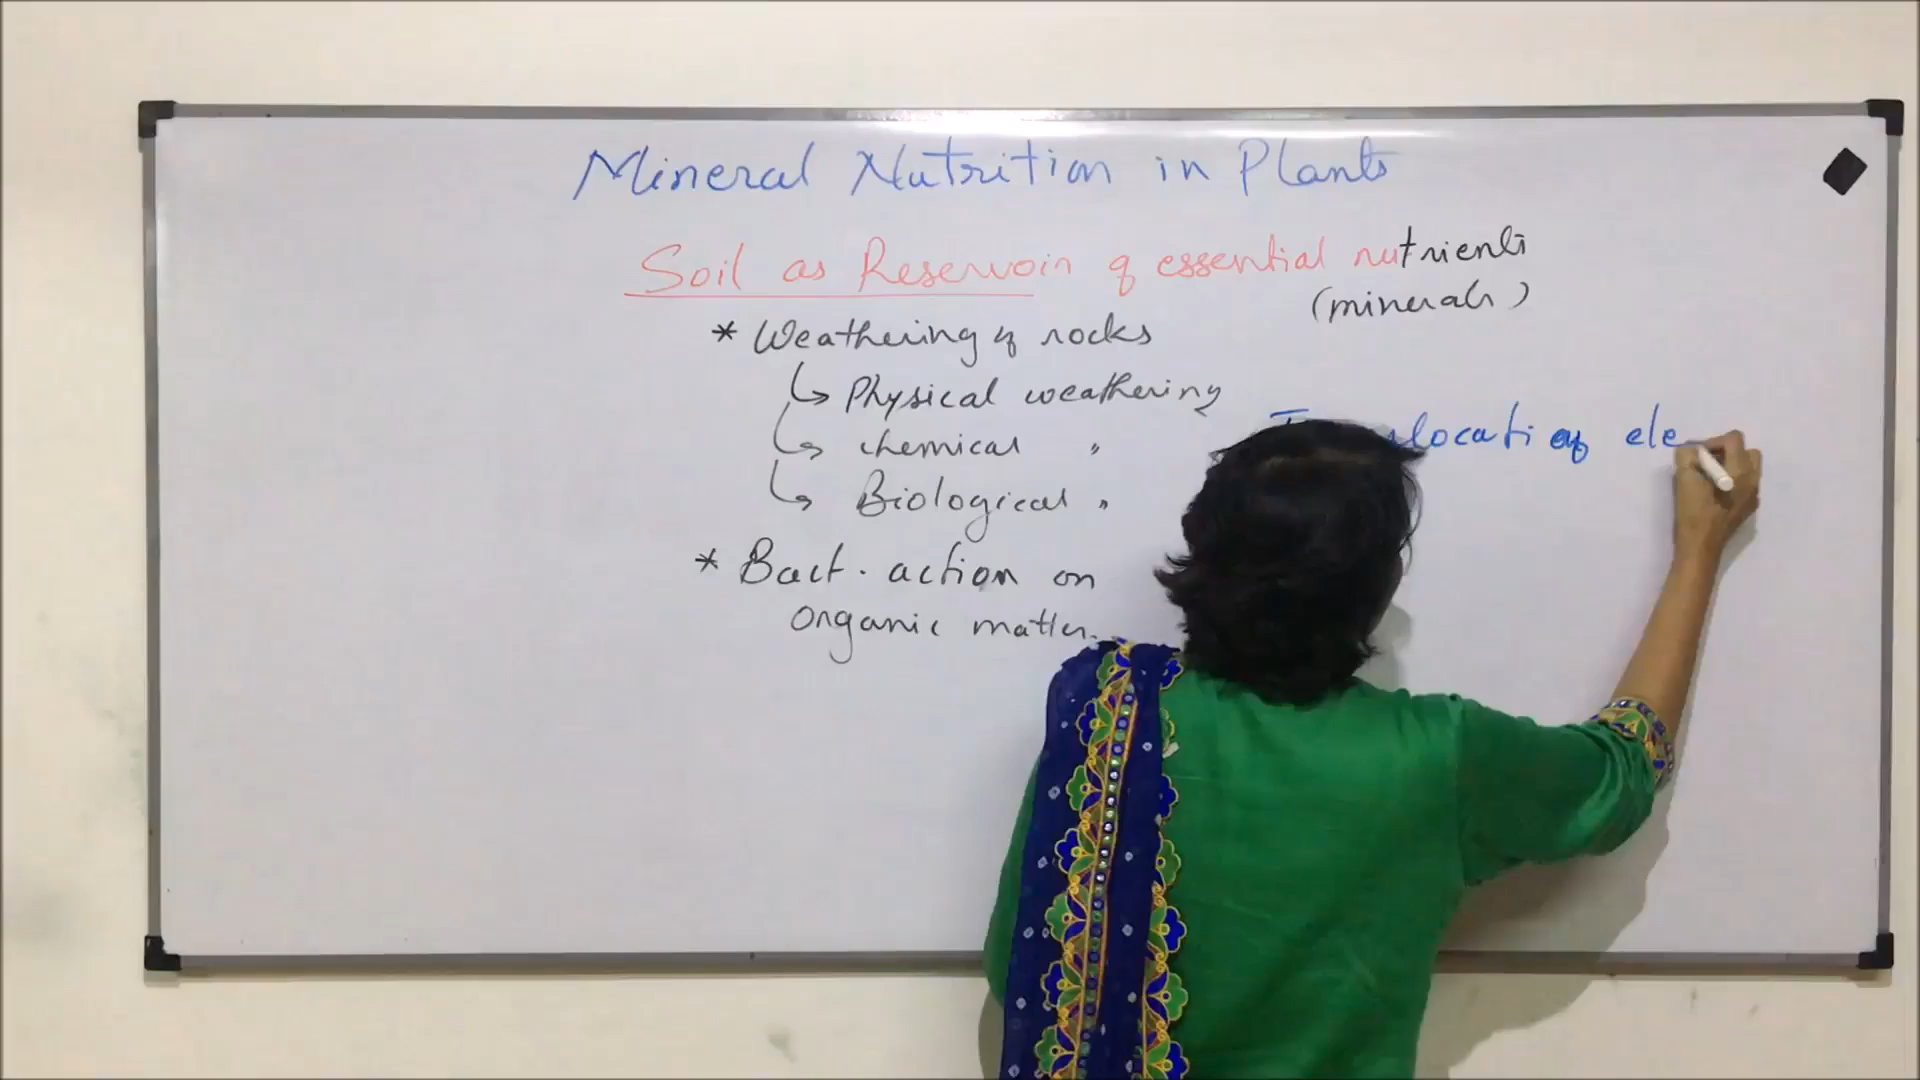 Mineral Nutrition in Plants
Soil as Reservoir of essential nutrients
(minerals)
* Weathering of rocks
↳ Physical weathering
↳ chemical "
↳ Biological "
* Bact. action on
organic matter.
of ele